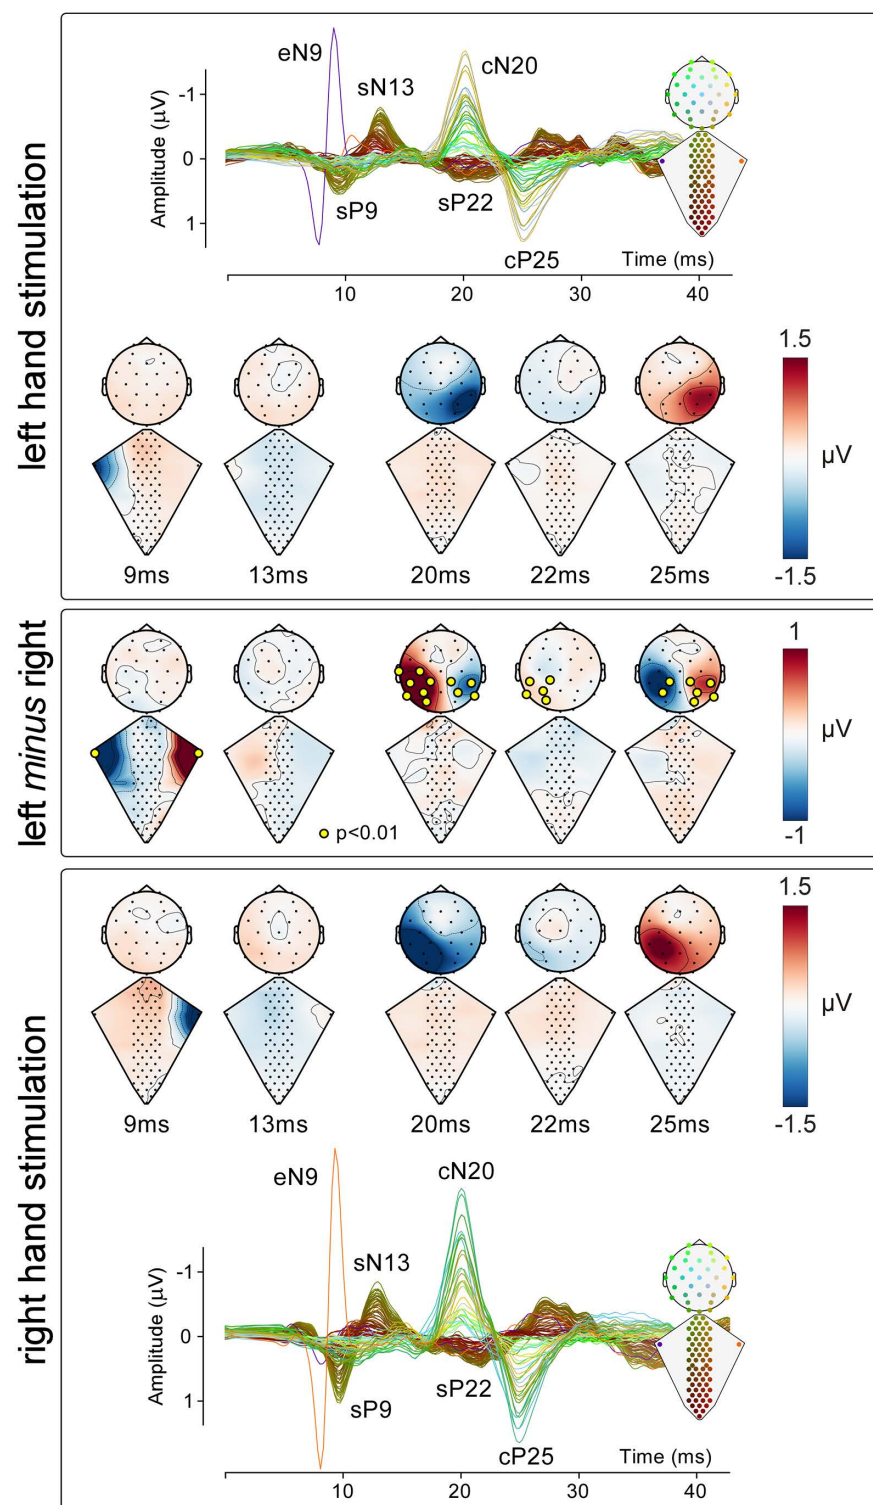 left hand stimulation
eN9
sN13
cN20
sP9
sP22
cP25
Amplitude (µV)
-1
0
1
Time (ms)
10
20
30
40
1.5
µV
-1.5
9ms
13ms
20ms
22ms
25ms
left minus right
1
µV
-1
p<0.01
right hand stimulation
1.5
µV
-1.5
9ms
13ms
20ms
22ms
25ms
eN9
cN20
sN13
sP9
sP22
cP25
Amplitude (µV)
-1
0
1
Time (ms)
10
20
30
40